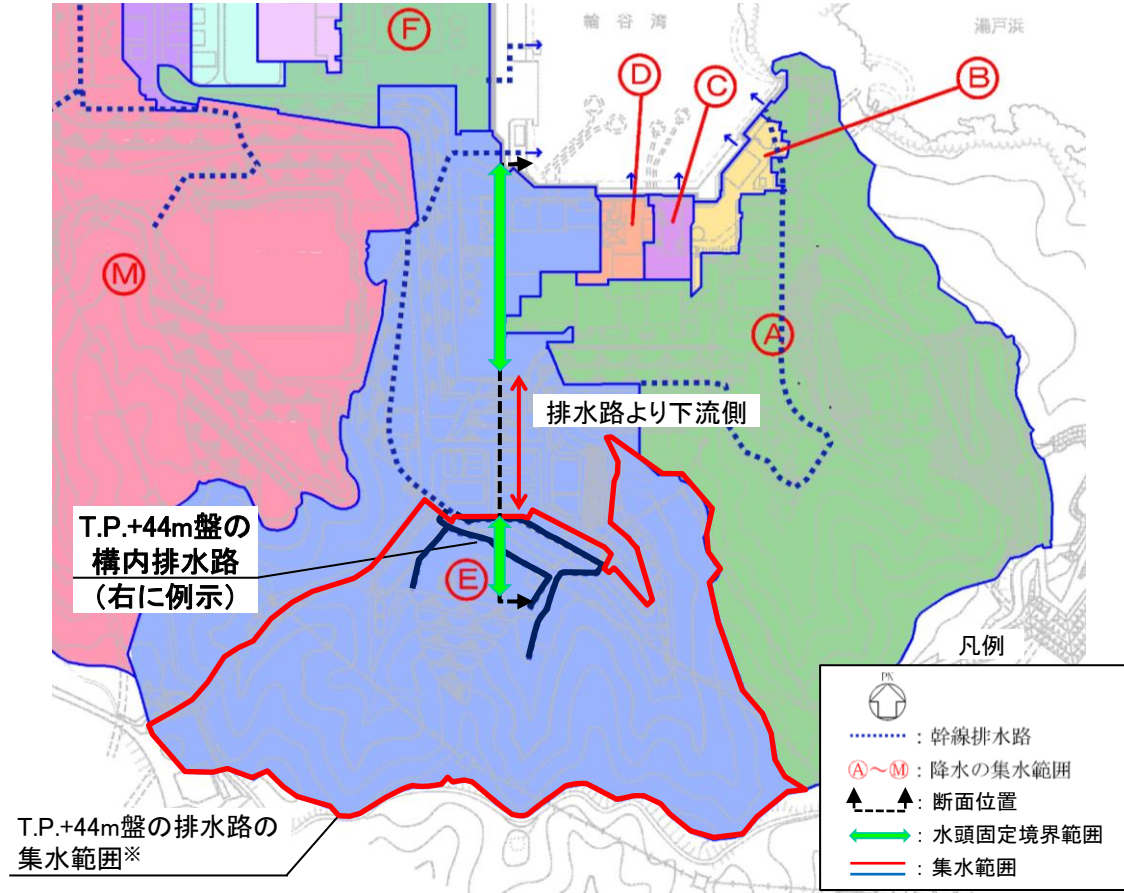 輪谷湾
湯戸浜
F
D
C
B
M
A
排水路より下流側
T.P.+44m盤の
構内排水路
(右に例示)
E
凡例
PN
:幹線排水路
A~M:降水の集水範囲
:断面位置
:水頭固定境界範囲
:集水範囲
T.P.+44m盤の排水路の
集水範囲※